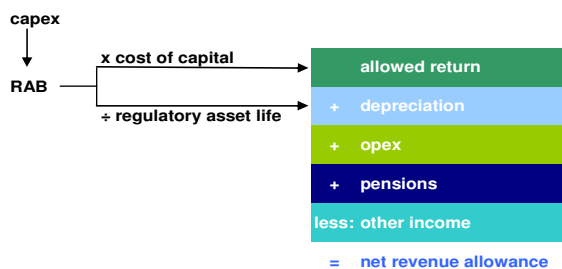 capex
x cost of capital
RAB
÷ regulatory asset life
allowed return
+ depreciation
+ opex
+ pensions
less: other income
= net revenue allowance